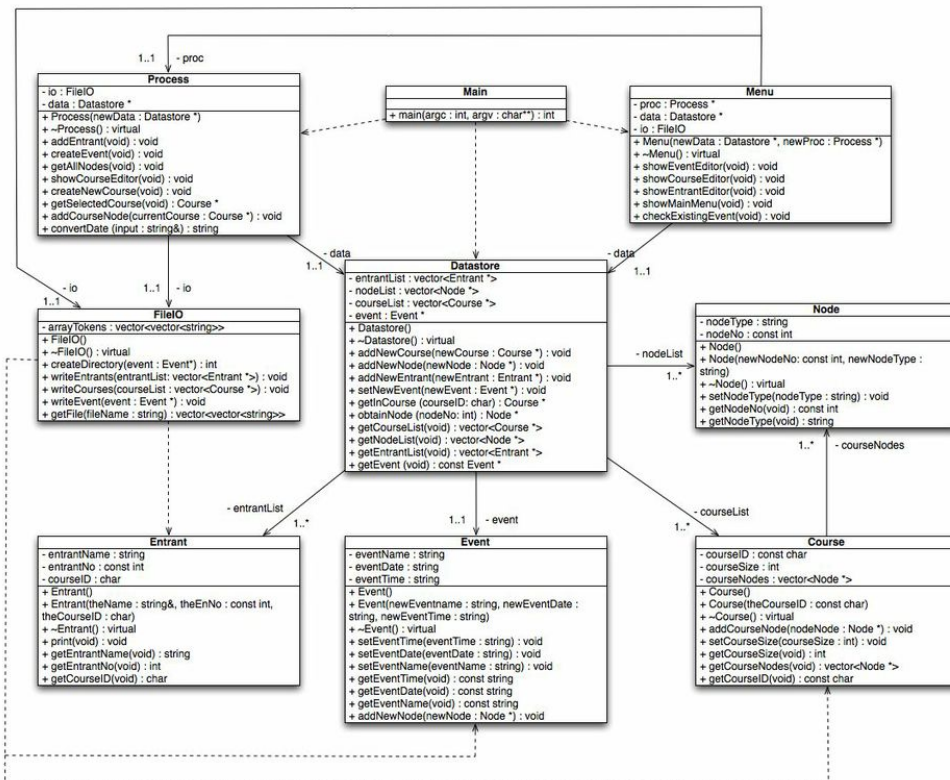 1..1 - proc
Process
- io : FileIO
- data : Datastore *
+ Process(newData : Datastore *)
+ ~Process() : virtual
+ addEntrant(void) : void
+ createEvent(void) : void
+ getAllNodes(void) : void
+ showCourseEditor(void) : void
+ createNewCourse(void) : void
+ getSelectedCourse(void) : Course *
+ addCourseNode(currentCourse : Course *) : void
+ convertDate (input : string&) : string
Main
+ main(argc : int, argv : char**) : int
Menu
- proc : Process *
- data : Datastore *
- io : FileIO
+ Menu(newData : Datastore *, newProc : Process *)
+ ~Menu() : virtual
+ showEventEditor(void) : void
+ showCourseEditor(void) : void
+ showEntrantEditor(void) : void
+ showMainMenu(void) : void
+ checkExistingEvent(void) : void
- data
1..1
- data
1..1
- io
1..1
1..1 - io
FileIO
- arrayTokens : vector<vector<string>>
+ FileIO()
+ ~FileIO() : virtual
+ createDirectory(event : Event*) : int
+ writeEntrants(entrantList : vector<Entrant *>) : void
+ writeCourses(courseList : vector<Course *>) : void
+ writeEvent(event : Event *) : void
+ getFile(fileName : string) : vector<vector<string>>
Datastore
- entrantList : vector<Entrant *>
- nodeList : vector<Node *>
- courseList : vector<Course *>
- event : Event *
+ Datastore()
+ ~Datastore() : virtual
+ addNewCourse(newCourse : Course *) : void
+ addNewNode(newNode : Node *) : void
+ addNewEntrant(newEntrant : Entrant *) : void
+ setNewEvent(newEvent : Event *) : void
+ getInCourse (courseID: char) : Course *
+ obtainNode (nodeNo: int) : Node *
+ getCourseList(void) : vector<Course *>
+ getNodeList(void) : vector<Node *>
+ getEntrantList(void) : vector<Entrant *>
+ getEvent (void) : const Event *
- nodeList
1..*
Node
- nodeType : string
- nodeNo : const int
+ Node()
+ Node(newNodeNo: const int, newNodeType :
string)
+ ~Node() : virtual
+ setNodeType(nodeType : string) : void
+ getNodeNo(void) : const int
+ getNodeType(void) : string
1..* - courseNodes
- entrantList
1..*
1..1 - event
- courseList
1..*
Entrant
- entrantName : string
- entrantNo : const int
- courseID : char
+ Entrant()
+ Entrant(theName : string&, theEnNo : const int,
theCourseID : char)
+ ~Entrant() : virtual
+ print(void) : void
+ getEntrantName(void) : string
+ getEntrantNo(void) : int
+ getCourseID(void) : char
Event
- eventName : string
- eventDate : string
- eventTime : string
+ Event()
+ Event(newEventname : string, newEventDate :
string, newEventTime : string)
+ ~Event() : virtual
+ setEventTime(eventTime : string) : void
+ setEventDate(eventDate : string) : void
+ setEventName(eventName : string) : void
+ getEventTime(void) : const string
+ getEventDate(void) : const string
+ getEventName(void) : const string
+ addNewNode(newNode : Node *) : void
Course
- courseID : const char
- courseSize : int
- courseNodes : vector<Node *>
+ Course()
+ Course(theCourseID : const char)
+ ~Course() : virtual
+ addCourseNode(nodeNode : Node *) : void
+ setCourseSize(courseSize : int) : void
+ getCourseSize(void) : int
+ getCourseNodes(void) : vector<Node *>
+ getCourseID(void) : const char